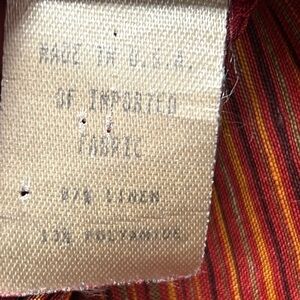 MADE IN U.S.A.
OF IMPORTED
FABRIC
87% LINEN
13% POLYAMIDE